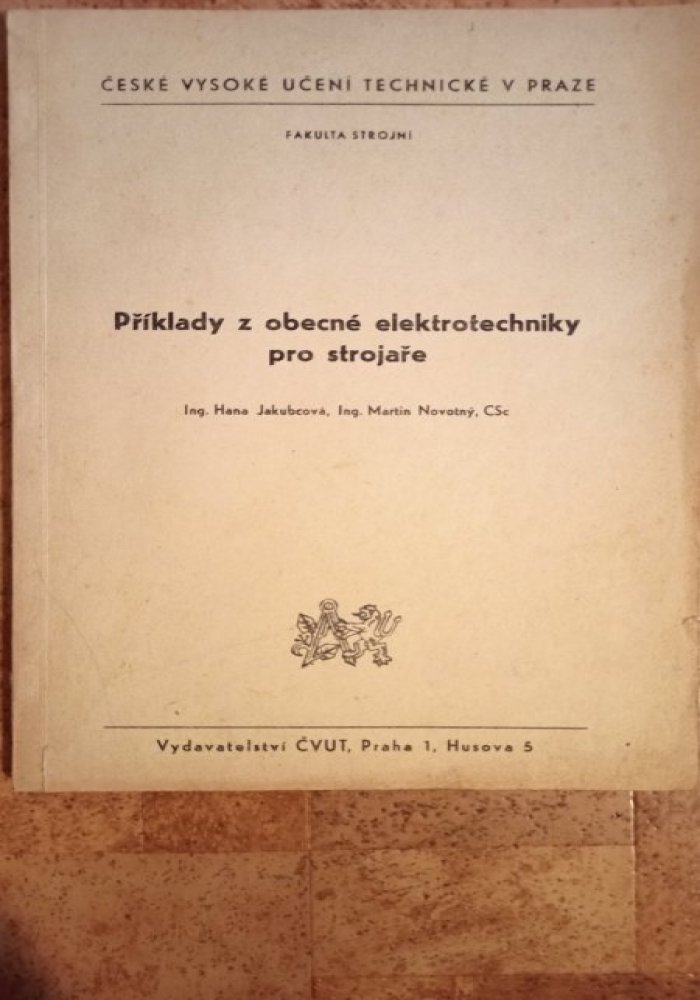 ČESKÉ VYSOKÉ UČENÍ TECHNICKÉ V PRAZE
FAKULTA STROJNÍ
Příklady z obecné elektrotechniky
pro strojaře
Ing. Hana Jakubcová, Ing. Martin Novotný, CSc
Vydavatelství ČVUT, Praha 1, Husova 5